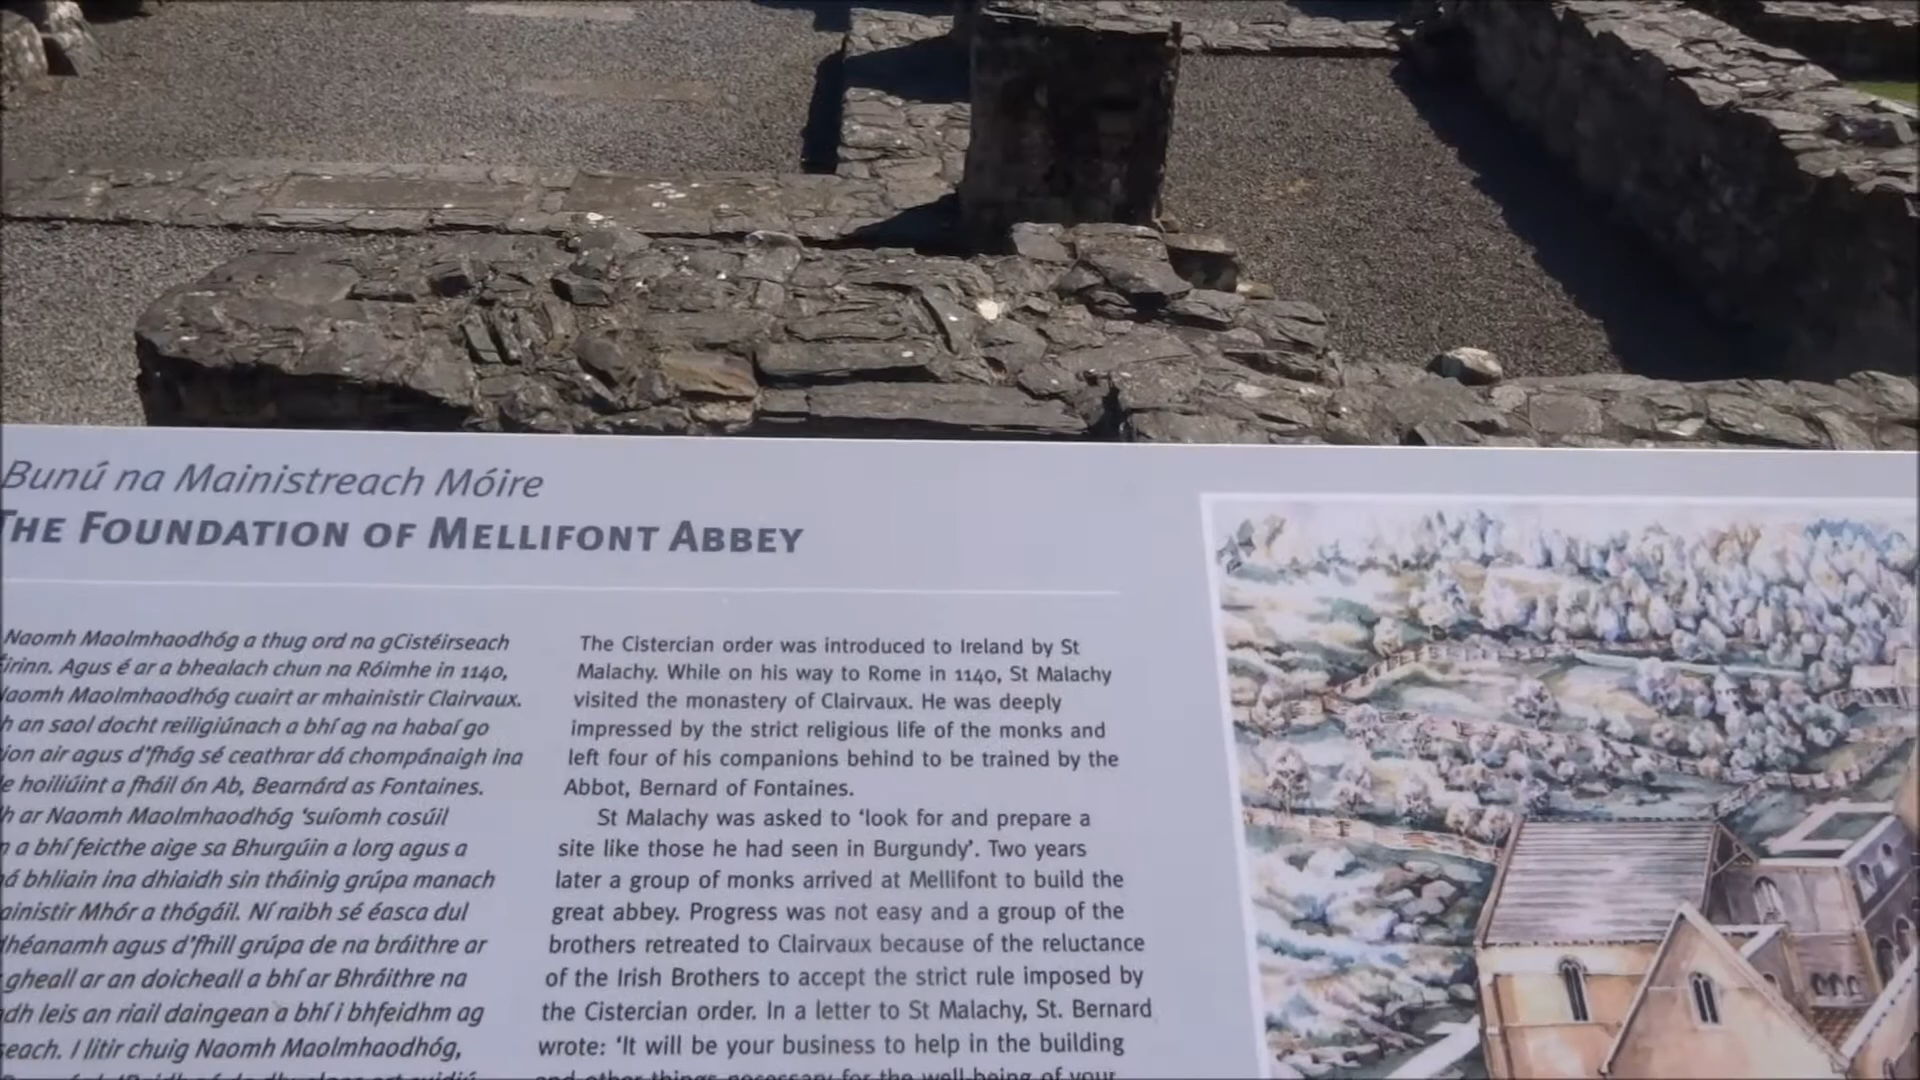 Bunú na Mainistreach Móire
THE FOUNDATION OF MELLIFONT ABBEY
Naomh Maolmhaodhóg a thug ord na gCistéirseach
Éirinn. Agus é ar a bhealach chun na Róimhe in 1140,
Naomh Maolmhaodhóg cuairt ar mhainistir Clairvaux.
an saol docht reiligiúnach a bhí ag na habaí go
air agus d'fhág sé ceathrar dá chompánaigh ina
hoiliúint a fháil ón Ab, Bearnárd as Fontaines.
ar Naomh Maolmhaodhóg 'suíomh cosúil
a bhí feicthe aige sa Bhurgúin a lorg agus a
bhliain ina dhiaidh sin tháinig grúpa manach
Mhór a thógáil. Ní raibh sé éasca dul
agus d'fhill grúpa de na bráithre ar
gheall ar an doicheall a bhí ar Bhráithre na
leis an riail daingean a bhí i bhfeidhm ag
I litir chuig Naomh Maolmhaodhóg,
The Cistercian order was introduced to Ireland by St
Malachy. While on his way to Rome in 1140, St Malachy
visited the monastery of Clairvaux. He was deeply
impressed by the strict religious life of the monks and
left four of his companions behind to be trained by the
Abbot, Bernard of Fontaines.
St Malachy was asked to 'look for and prepare a
site like those he had seen in Burgundy'. Two years
later a group of monks arrived at Mellifont to build the
great abbey. Progress was not easy and a group of the
brothers retreated to Clairvaux because of the reluctance
of the Irish Brothers to accept the strict rule imposed by
the Cistercian order. In a letter to St Malachy, St. Bernard
wrote: 'It will be your business to help in the building
and other things necessary for the well-being of your